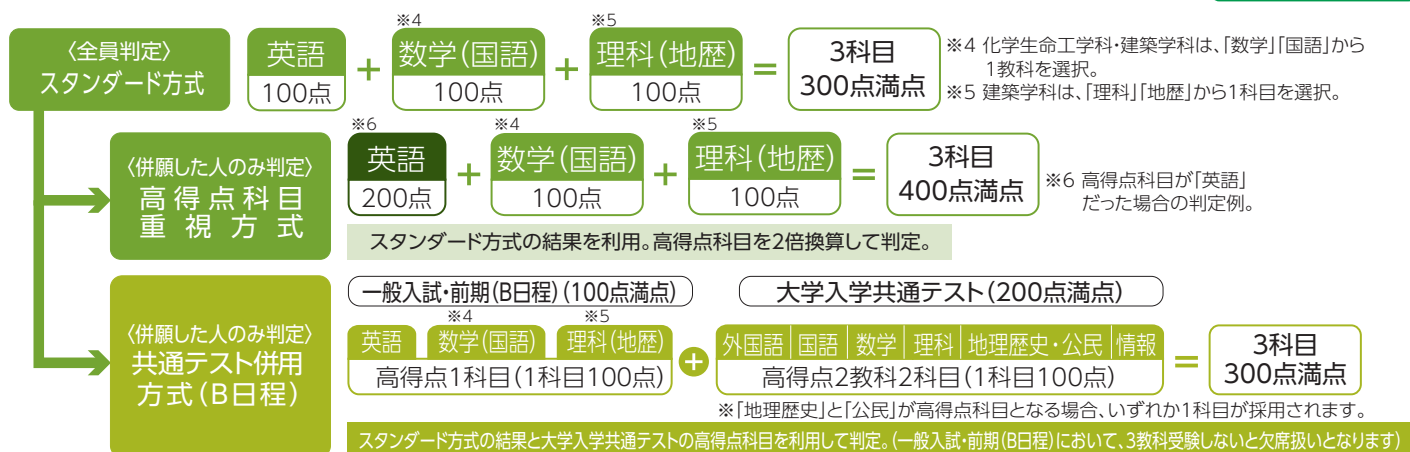 〈全員判定〉
スタンダード方式
英語
100点
+
※4
数学(国語)
100点
+
※5
理科(地歴)
100点
=
3科目
300点満点
※4 化学生命工学科・建築学科は、「数学」「国語」から
1教科を選択。
※5 建築学科は、「理科」「地歴」から1科目を選択。
〈併願した人のみ判定〉
高得点科目
重視方式
※6
英語
200点
+
※4
数学(国語)
100点
+
※5
理科(地歴)
100点
=
3科目
400点満点
※6 高得点科目が「英語」
だった場合の判定例。
スタンダード方式の結果を利用。高得点科目を2倍換算して判定。
〈併願した人のみ判定〉
共通テスト併用
方式(B日程)
一般入試・前期(B日程)(100点満点)
※4 ※5
英語 数学(国語) 理科(地歴)
高得点1科目(1科目100点)
+
大学入学共通テスト(200点満点)
外国語 国語 数学 理科 地理歴史・公民 情報
高得点2教科2科目(1科目100点)
=
3科目
300点満点
※「地理歴史」と「公民」が高得点科目となる場合、いずれか1科目が採用されます。
スタンダード方式の結果と大学入学共通テストの高得点科目を利用して判定。(一般入試・前期(B日程)において、3教科受験しないと欠席扱いとなります)